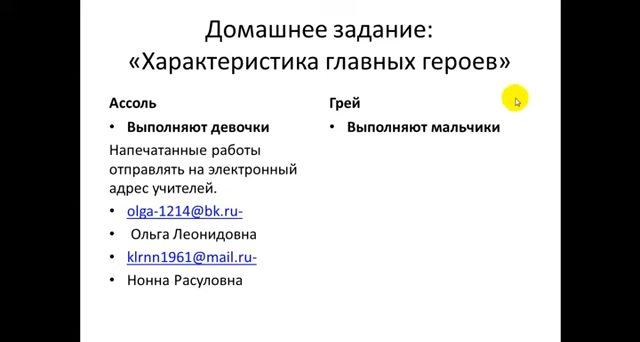 Домашнее задание:
«Характеристика главных героев»
Ассоль
• Выполняют девочки
Напечатанные работы
отправлять на электронный
адрес учителей.
• olga-1214@bk.ru-
• Ольга Леонидовна
• klrnn1961@mail.ru-
• Нонна Расуловна
Грей
• Выполняют мальчики